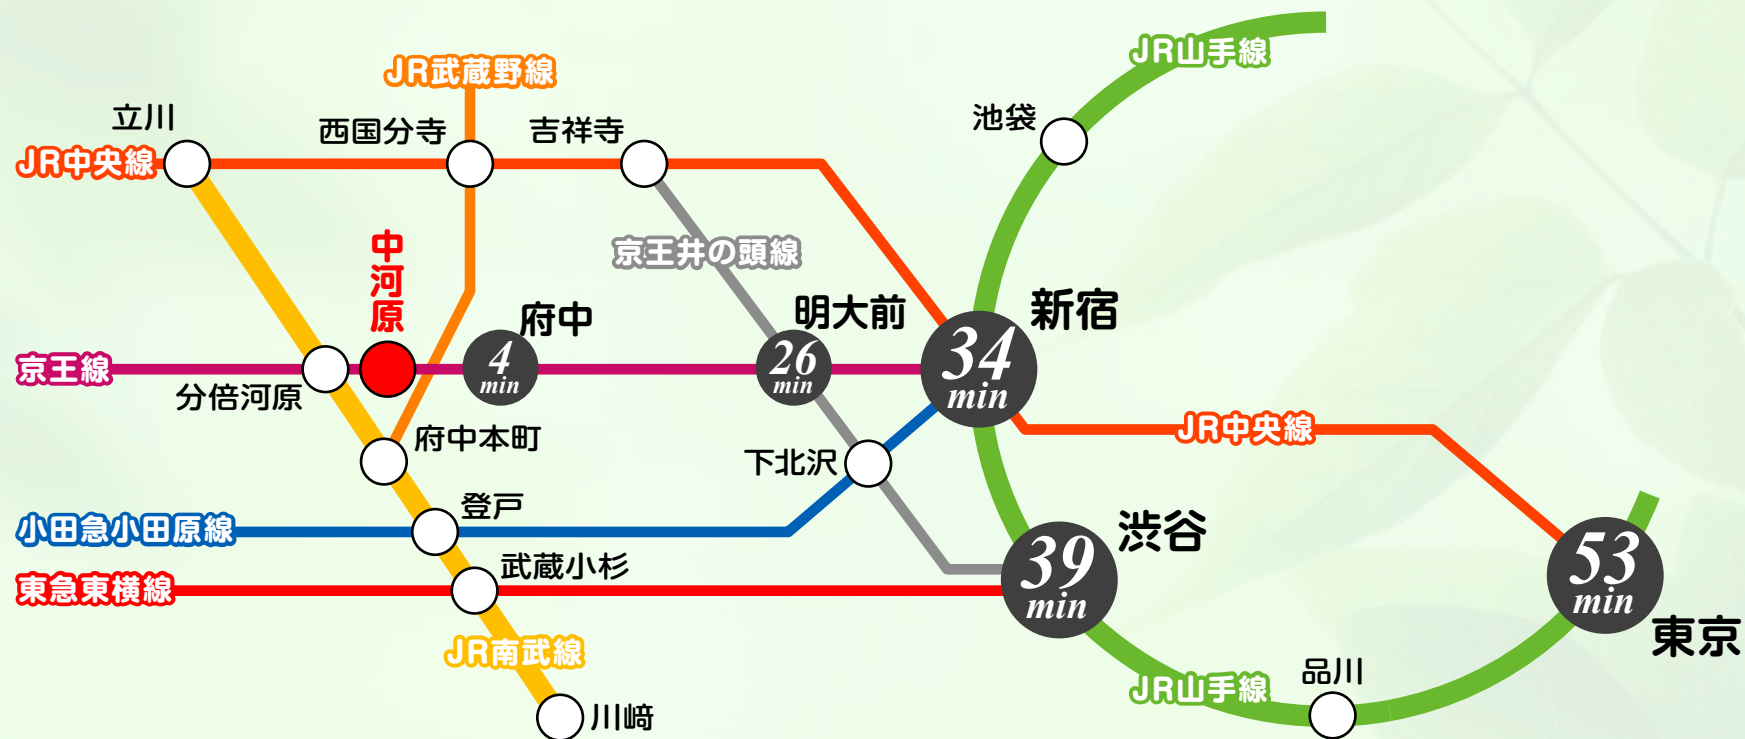 JR山手線
JR武蔵野線
立川
西国分寺
吉祥寺
池袋
JR中央線
京王井の頭線
中河原
府中
明大前
新宿
京王線
4
min
26
min
34
min
分倍河原
府中本町
JR中央線
下北沢
登戸
小田急小田原線
渋谷
武蔵小杉
39
min
53
min
東急東横線
東京
JR南武線
品川
JR山手線
川﨑